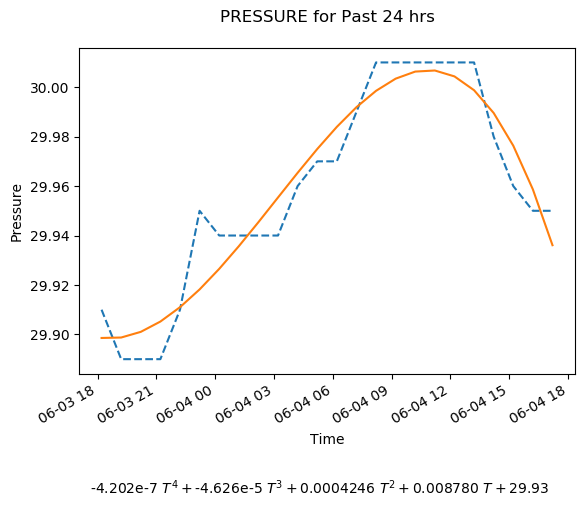 PRESSURE for Past 24 hrs
Pressure
30.00
29.98
29.96
29.94
29.92
29.90
06-03 18 06-03 21 06-04 00 06-04 03 06-04 06 06-04 09 06-04 12 06-04 15 06-04 18
Time
-4.202e-7 T⁴ + -4.626e-5 T³ + 0.0004246 T² + 0.008780 T + 29.93